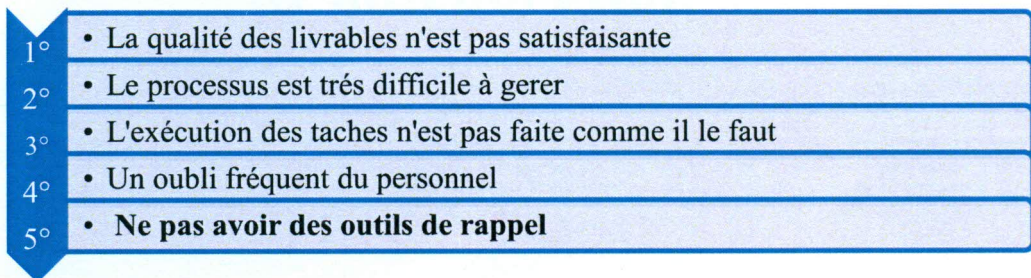 1° • La qualité des livrables n'est pas satisfaisante
2° • Le processus est trés difficile à gerer
3° • L'exécution des taches n'est pas faite comme il le faut
4° • Un oubli fréquent du personnel
5° • Ne pas avoir des outils de rappel